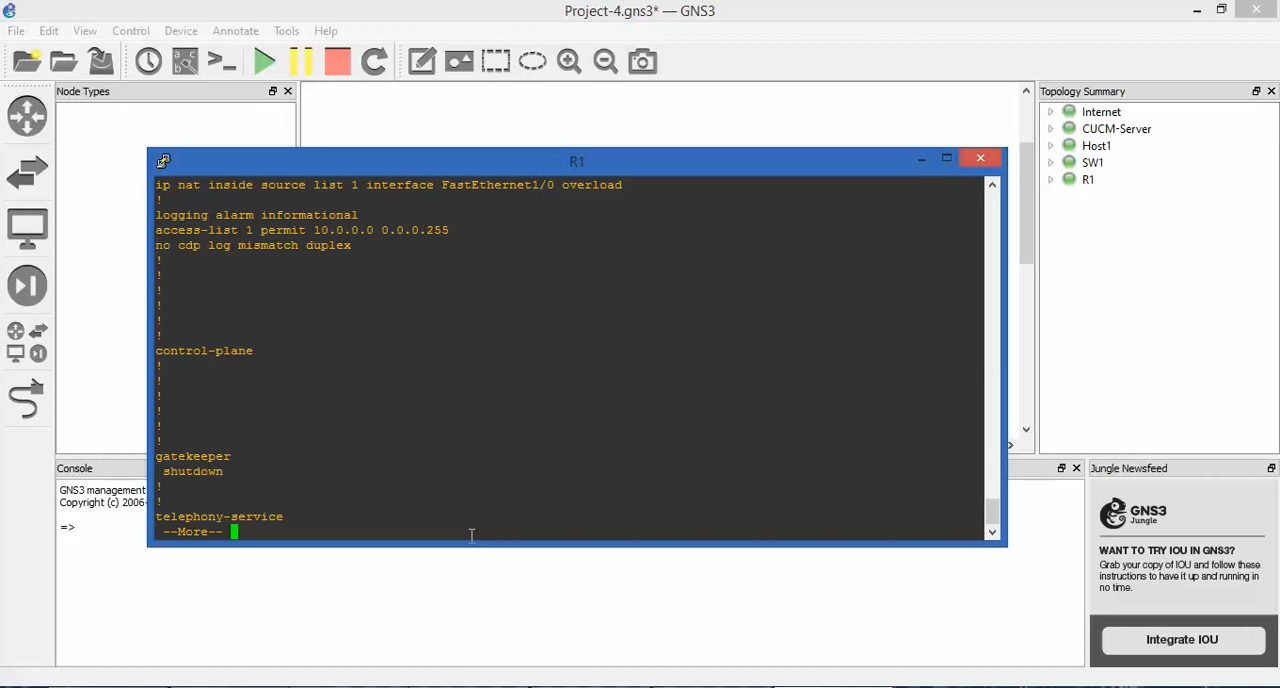 Project-4.gns3* — GNS3
File Edit View Control Device Annotate Tools Help
Node Types
Topology Summary
Internet
CUCM-Server
Host1
SW1
R1
R1
ip nat inside source list 1 interface FastEthernet1/0 overload
!
logging alarm informational
access-list 1 permit 10.0.0.0 0.0.0.255
no cdp log mismatch duplex
!
!
!
!
!
!
control-plane
!
!
!
!
!
!
gatekeeper
shutdown
!
!
telephony-service
--More--
Console
GNS3 management
Copyright (c) 2006-
=>
Jungle Newsfeed
GNS3
Jungle
WANT TO TRY IOU IN GNS3?
Grab your copy of IOU and follow these
instructions to have it up and running in
no time.
Integrate IOU